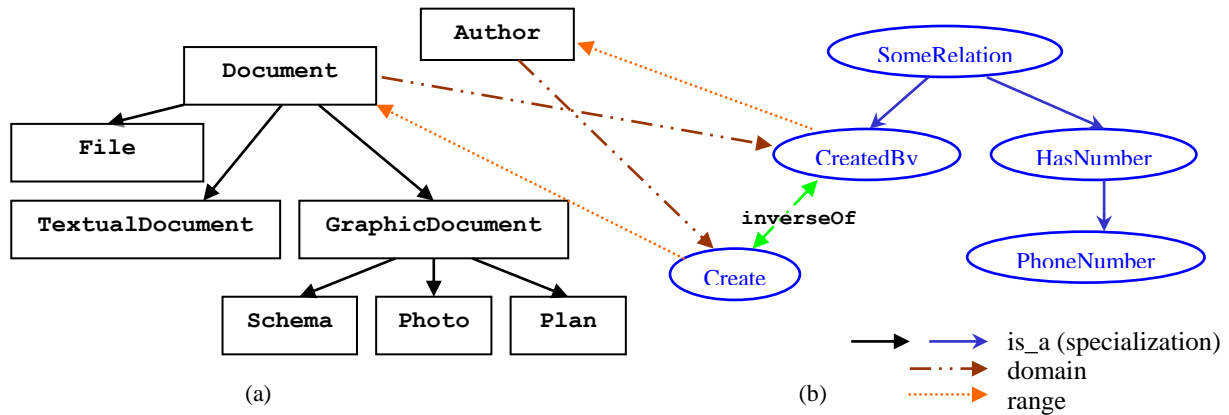 Author
SomeRelation
Document
File
CreatedBy
HasNumber
TextualDocument
GraphicDocument
inverseOf
Create
PhoneNumber
Schema
Photo
Plan
is_a (specialization)
domain
range
(a)
(b)